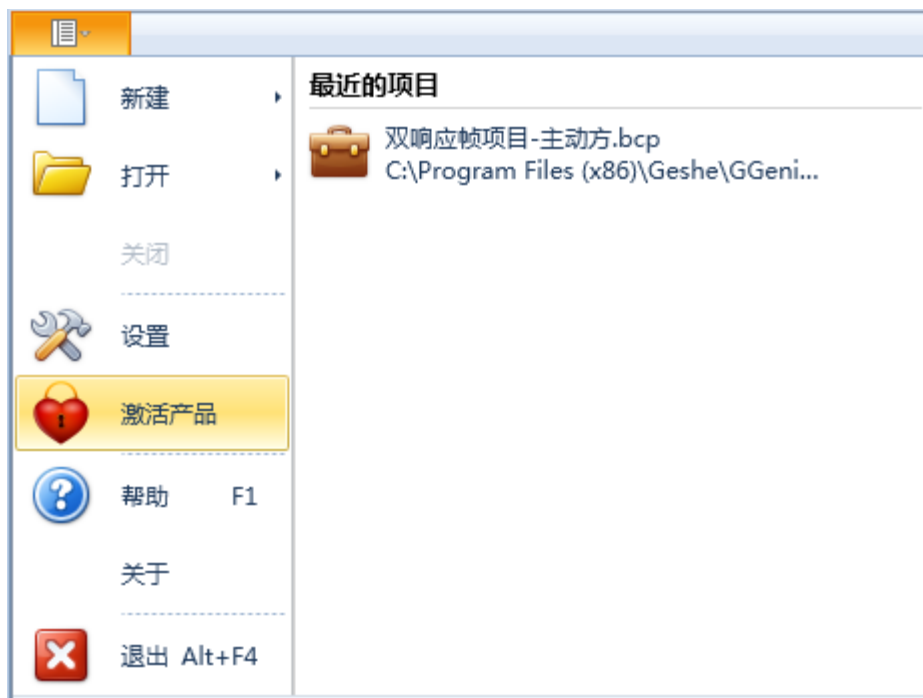 新建
打开
关闭
设置
激活产品
帮助 F1
关于
退出 Alt+F4
最近的项目
双响应帧项目-主动方.bcp
C:\Program Files (x86)\Geshe\GGeni...